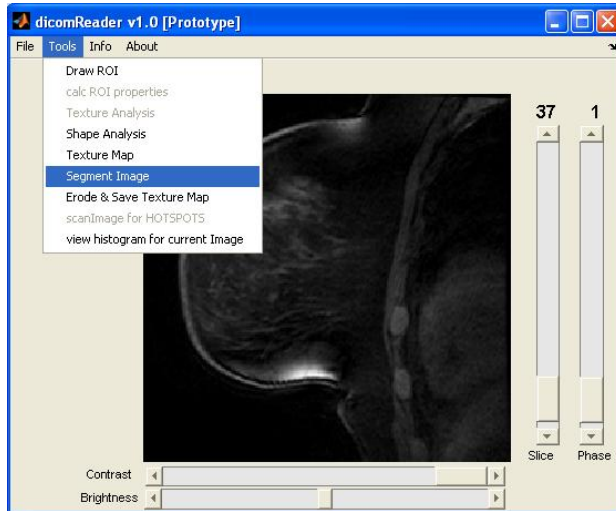 dicomReader v1.0 [Prototype]
File Tools Info About
Draw ROI
calc ROI properties
Texture Analysis
Shape Analysis
Texture Map
Segment Image
Erode & Save Texture Map
scanImage for HOTSPOTS
view histogram for current Image
37 1
Slice Phase
Contrast
Brightness